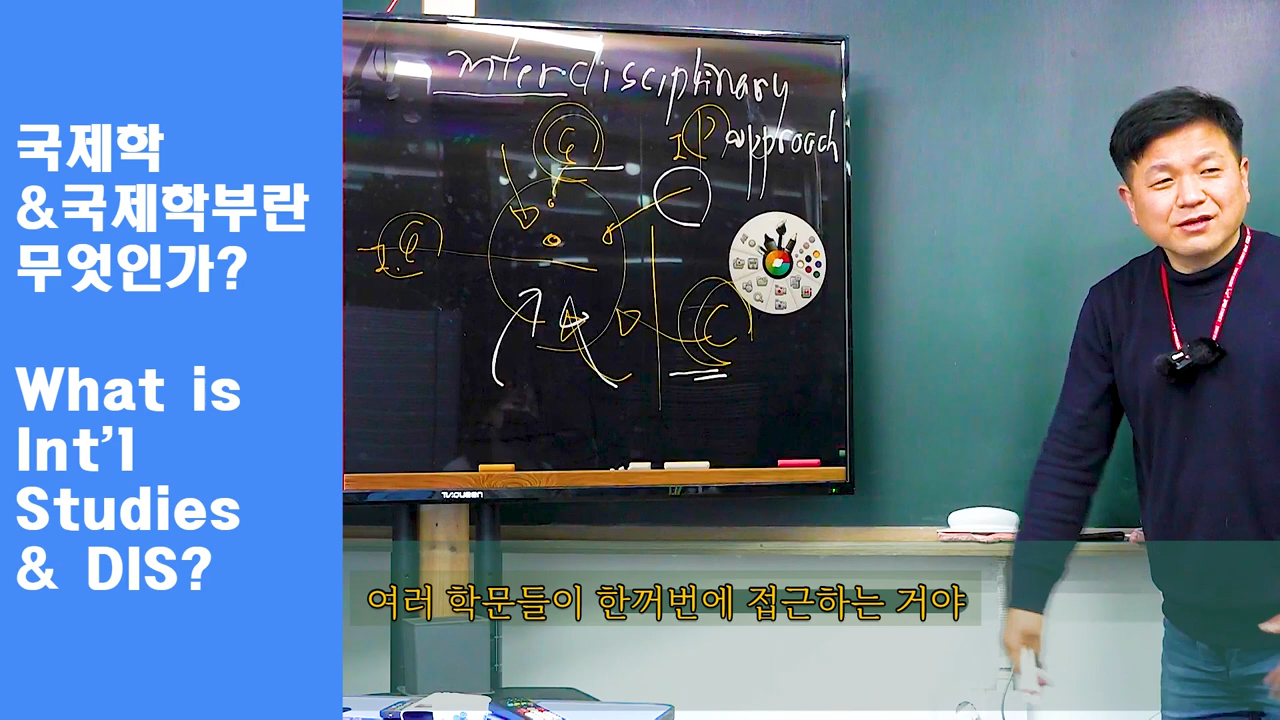 국제학
&국제학부란
무엇인가?
What is
Int'l
Studies
& DIS?
interdisciplinary
approach
여러 학문들이 한꺼번에 접근하는 거야